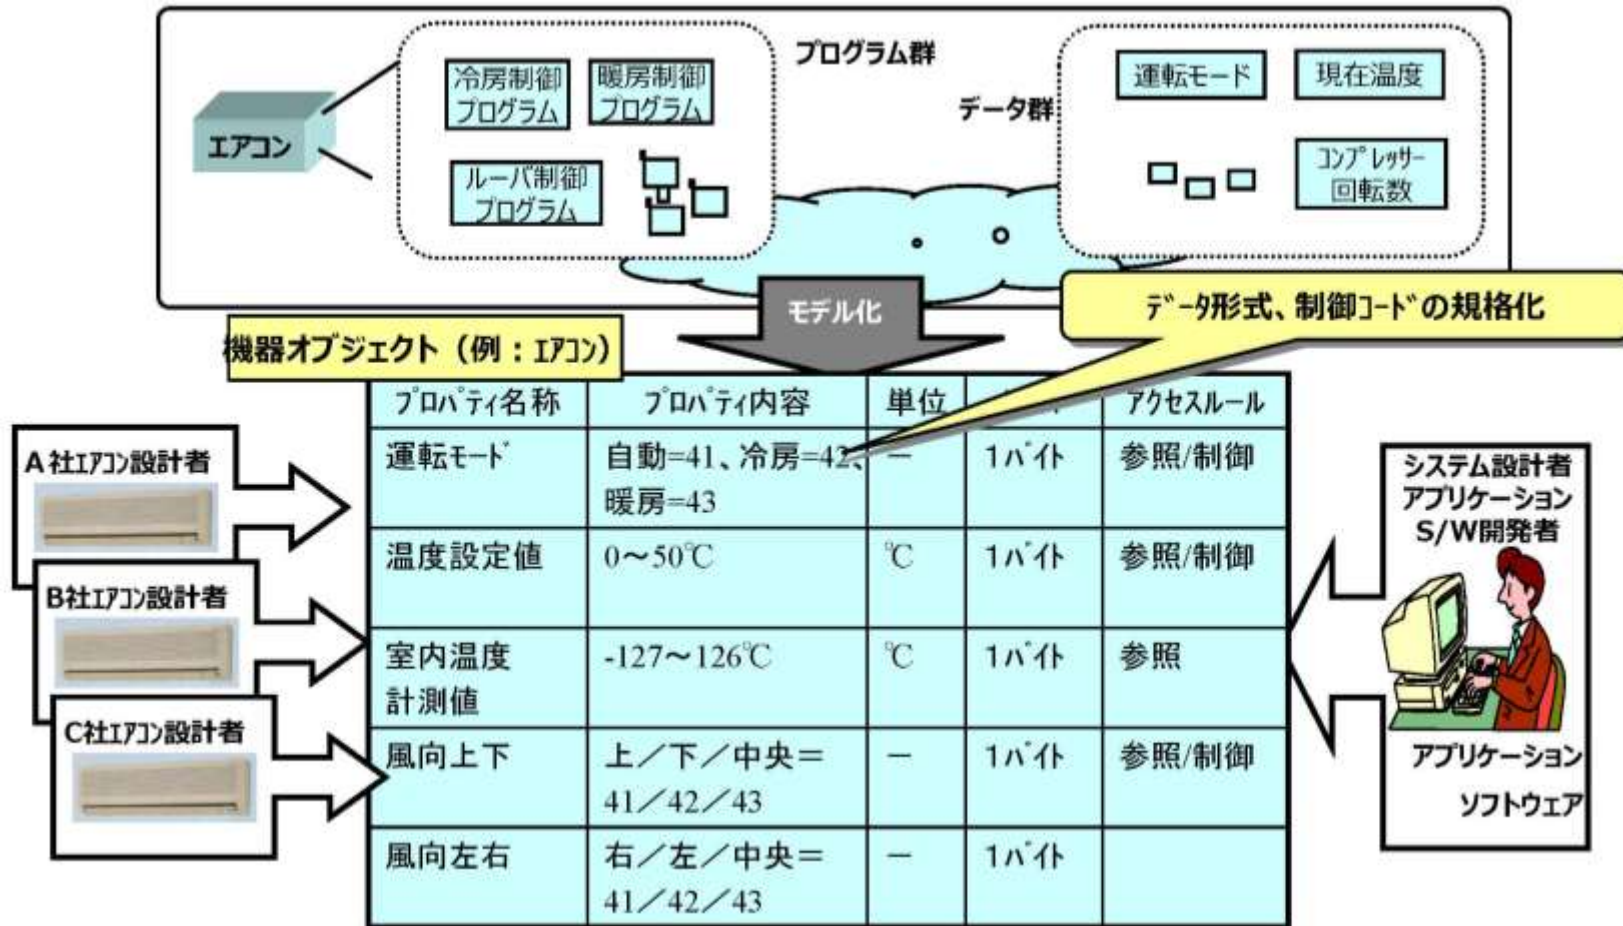 プログラム群
データ群
エアコン
冷房制御
プログラム
暖房制御
プログラム
ルーバ制御
プログラム
運転モード
現在温度
ｺﾝﾌﾟﾚｯｻｰ
回転数
モデル化
ﾃﾞｰﾀ形式、制御ｺｰﾄﾞの規格化
機器オブジェクト（例：ｴｱｺﾝ）
ﾌﾟﾛﾊﾟﾃｨ名称 ﾌﾟﾛﾊﾟﾃｨ内容 単位 アクセスルール
運転ﾓｰﾄﾞ 自動=41、冷房=42、 － 1ﾊﾞｲﾄ 参照/制御
暖房=43
温度設定値 0～50℃ ℃ 1ﾊﾞｲﾄ 参照/制御
室内温度 -127～126℃ ℃ 1ﾊﾞｲﾄ 参照
計測値
風向上下 上／下／中央＝ － 1ﾊﾞｲﾄ 参照/制御
41／42／43
風向左右 右／左／中央＝ － 1ﾊﾞｲﾄ
41／42／43
A社ｴｱｺﾝ設計者
B社ｴｱｺﾝ設計者
C社ｴｱｺﾝ設計者
システム設計者
アプリケーション
S/W開発者
アプリケーション
ソフトウェア